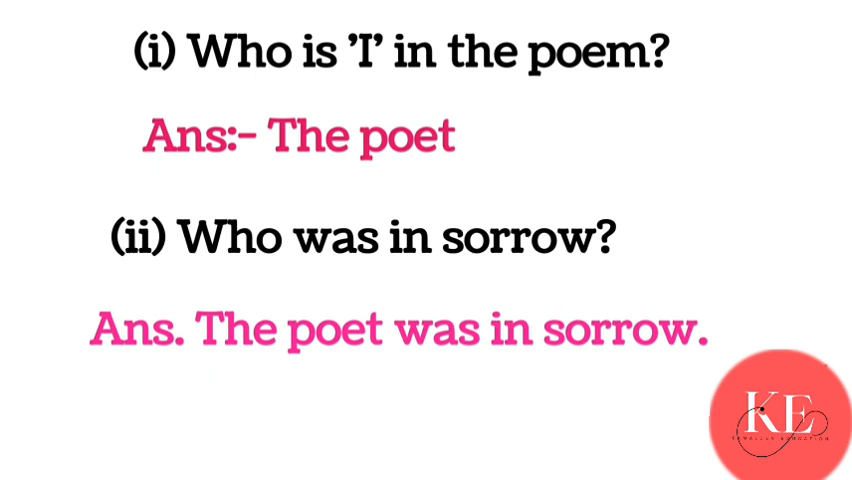 (i) Who is 'I' in the poem?
Ans:- The poet
(ii) Who was in sorrow?
Ans. The poet was in sorrow.
KE